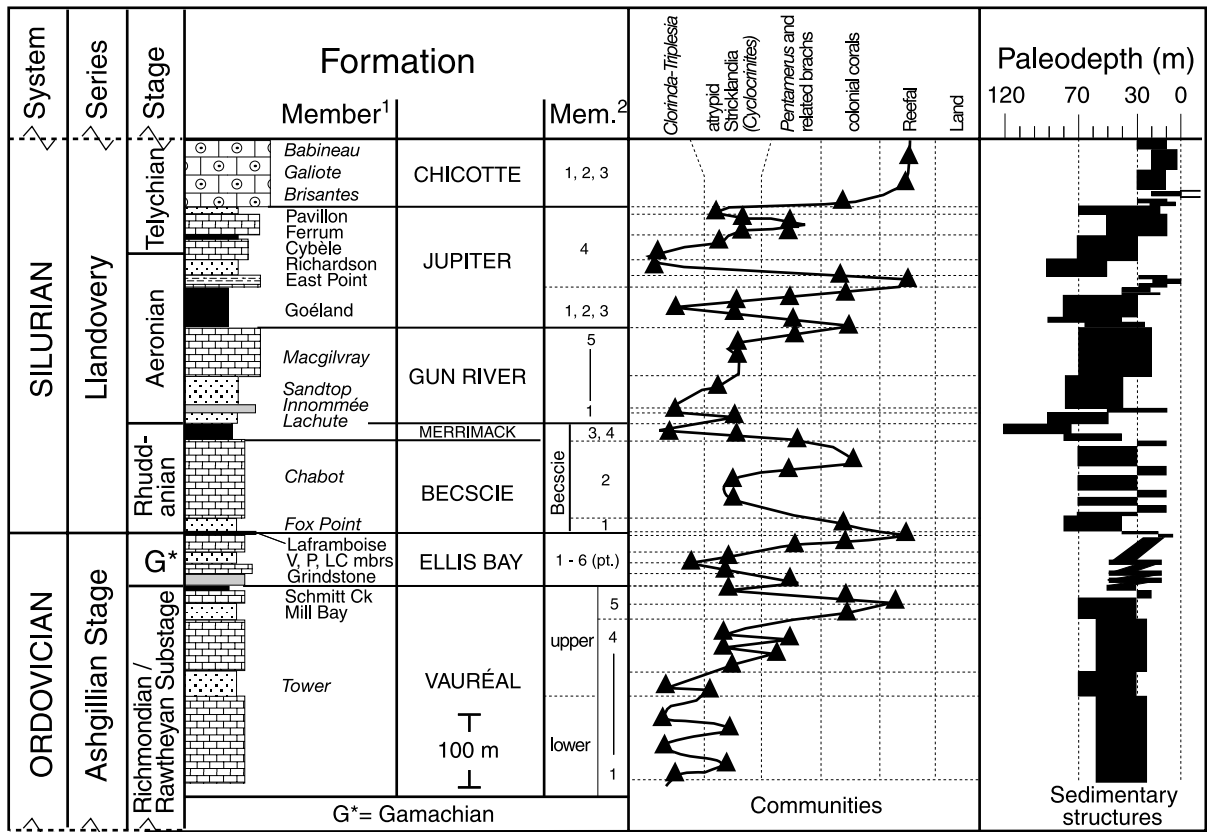 System
Series
Stage
Formation
Member1
Mem.2
Clorinda-Triplesia
atrypid
Stricklandia
(Cyclocrinites)
Pentamerus and
related brachs
colonial corals
Reefal
Land
Paleodepth (m)
120 70 30 0
SILURIAN
Llandovery
Telychian
Aeronian
Rhudd-
anian
Babineau
Galiote
Brisantes
CHICOTTE
1, 2, 3
Pavillon
Ferrum
Cybèle
Richardson
East Point
Goéland
JUPITER
4
1, 2, 3
Macgilvray
Sandtop
Innommée
Lachute
GUN RIVER
5
1
MERRIMACK
3, 4
Chabot
Fox Point
BECSCIE
Becscie
2
1
ORDOVICIAN
Ashgillian Stage
G*
Richmondian /
Rawtheyan Substage
Laframboise
V, P, LC mbrs
Grindstone
ELLIS BAY
1 - 6 (pt.)
Schmitt Ck
Mill Bay
Tower
VAURÉAL
100 m
upper
lower
5
4
1
G*= Gamachian
Communities
Sedimentary
structures